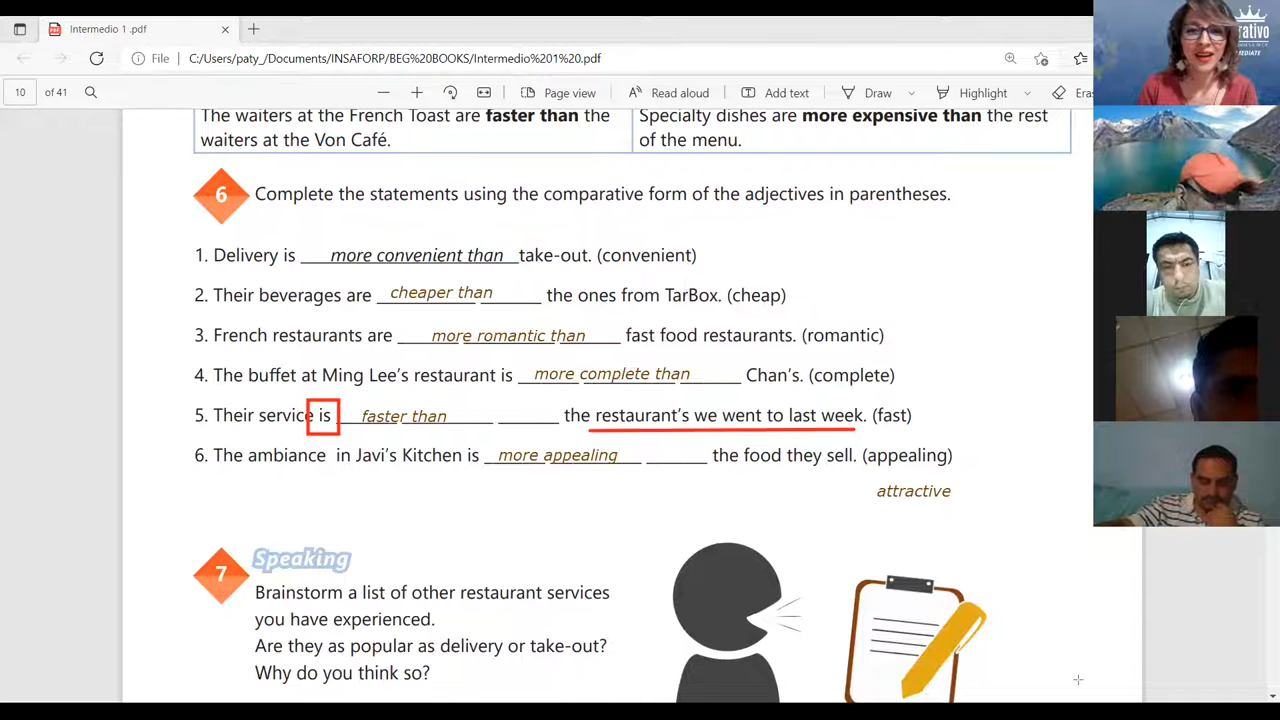 Intermedio 1 .pdf
File C:/Users/paty_/Documents/INSAFORP/BEG%20BOOKS/Intermedio%201%20.pdf
10 of 41 Page view Read aloud Add text Draw Highlight Eras
rativo
MEDIATE
The waiters at the French Toast are faster than the
waiters at the Von Café.
Specialty dishes are more expensive than the rest
of the menu.
6 Complete the statements using the comparative form of the adjectives in parentheses.
1. Delivery is more convenient than take-out. (convenient)
2. Their beverages are cheaper than the ones from TarBox. (cheap)
3. French restaurants are more romantic than fast food restaurants. (romantic)
4. The buffet at Ming Lee's restaurant is more complete than Chan's. (complete)
5. Their service is faster than the restaurant's we went to last week. (fast)
6. The ambiance in Javi's Kitchen is more appealing the food they sell. (appealing)
attractive
7 Speaking
Brainstorm a list of other restaurant services
you have experienced.
Are they as popular as delivery or take-out?
Why do you think so?